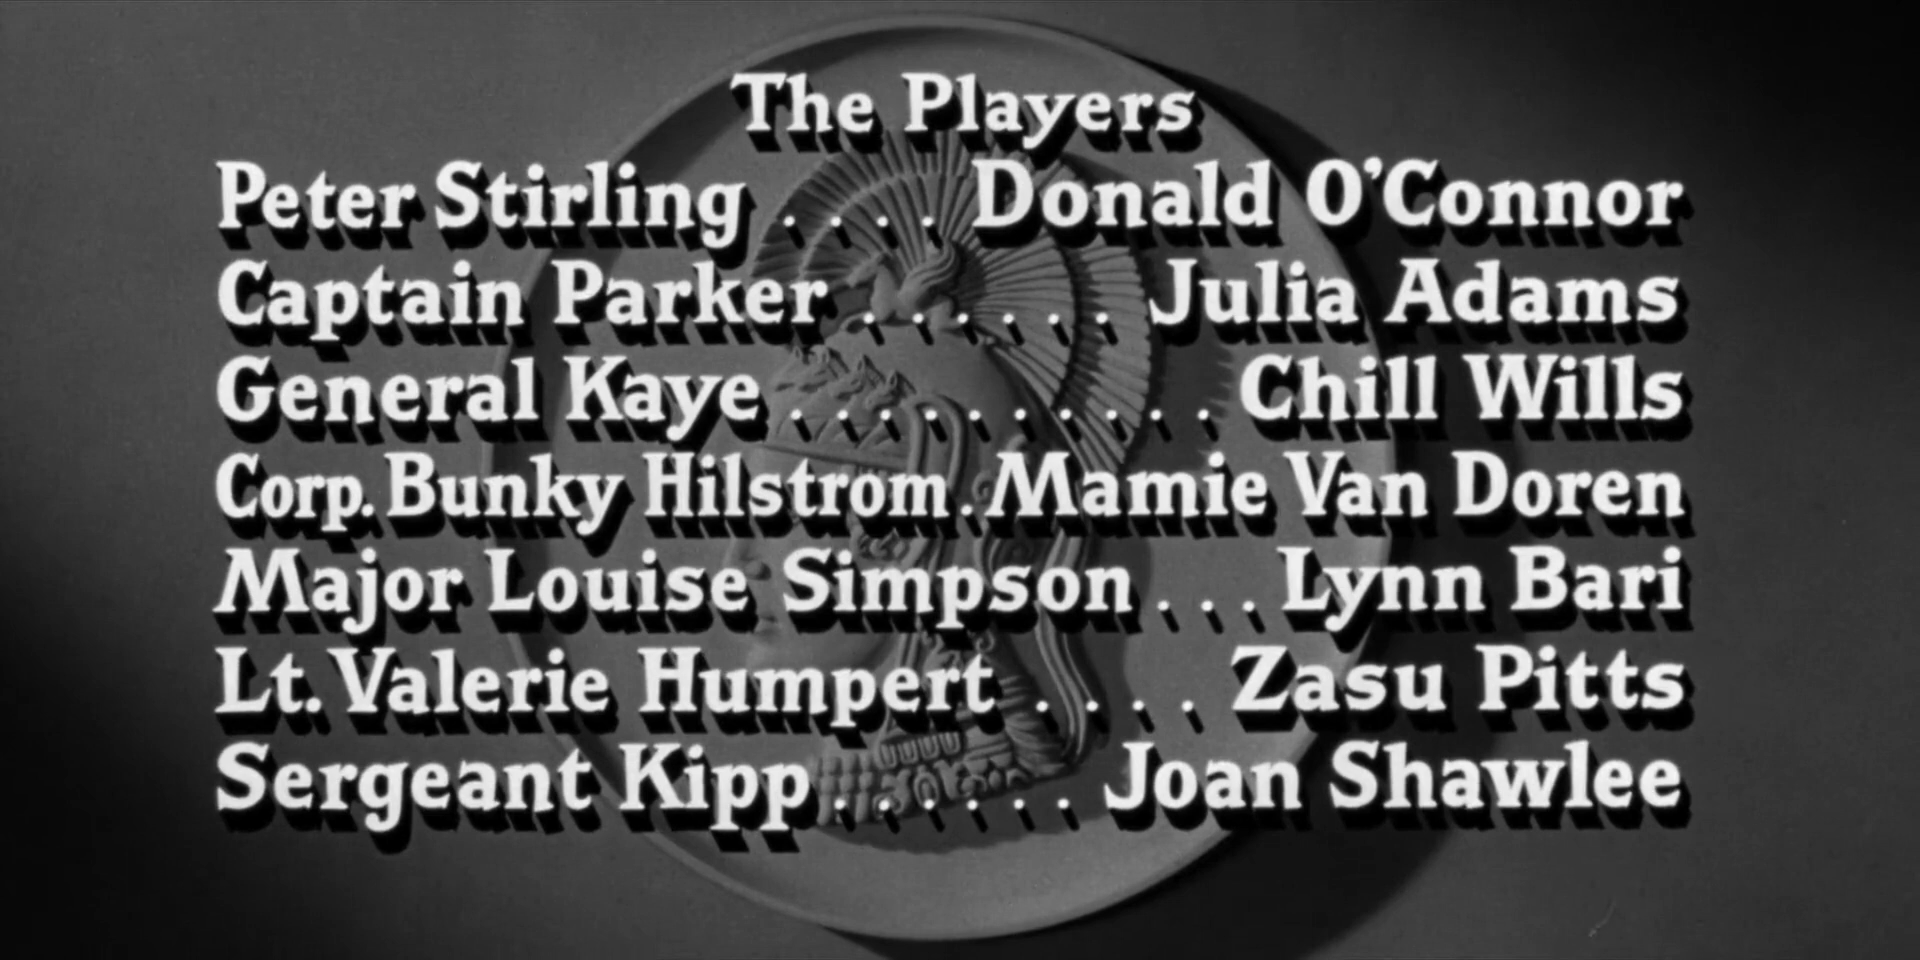 The Players
Peter Stirling .... Donald O'Connor
Captain Parker ...... Julia Adams
General Kaye .......... Chill Wills
Corp. Bunky Hilstrom . Mamie Van Doren
Major Louise Simpson ... Lynn Bari
Lt. Valerie Humpert .... Zasu Pitts
Sergeant Kipp ...... Joan Shawlee